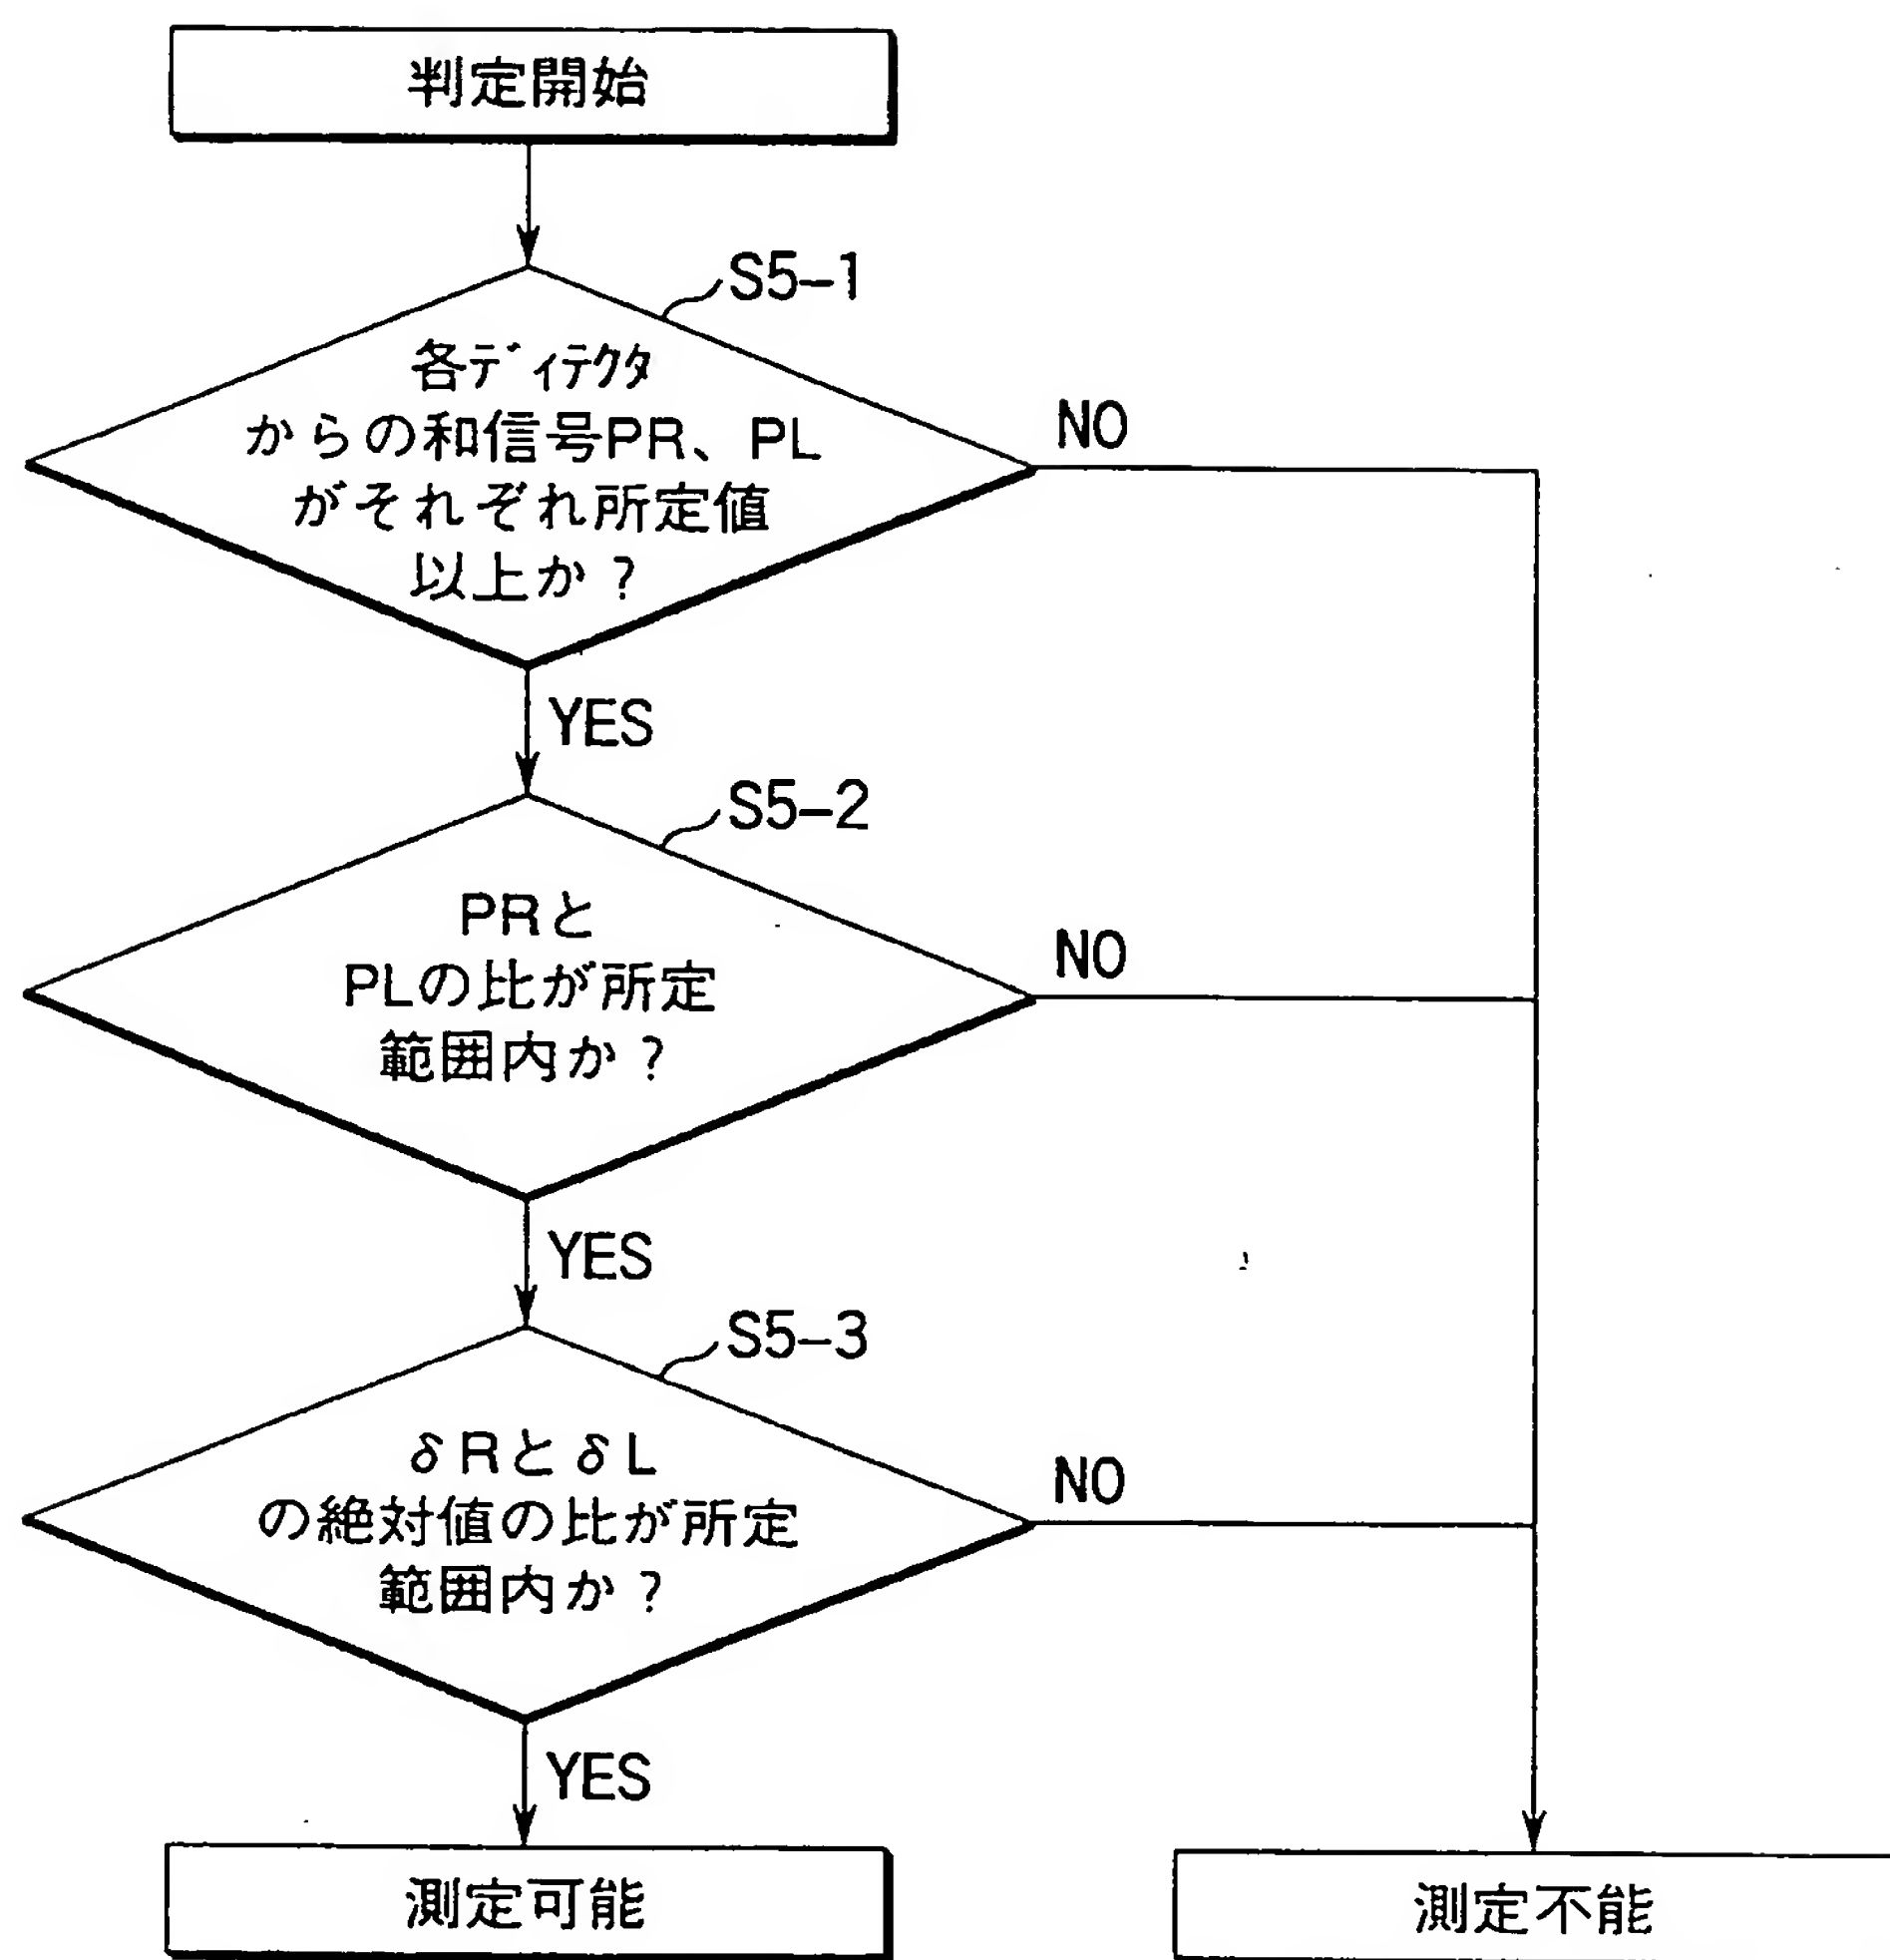 判定開始
S5-1
各ディテクタ
からの和信号PR、PL
がそれぞれ所定値
以上か？
NO
YES
S5-2
PRと
PLの比が所定
範囲内か？
NO
YES
S5-3
δRとδL
の絶対値の比が所定
範囲内か？
NO
YES
測定可能
測定不能